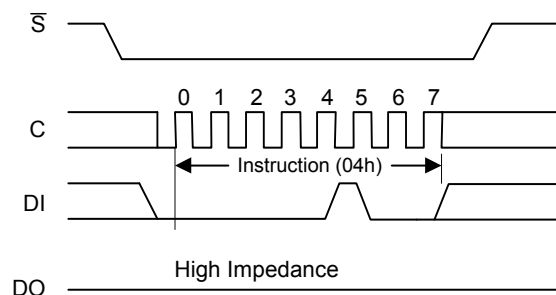 S̅
0 1 2 3 4 5 6 7
C
Instruction (04h)
DI
High Impedance
DO